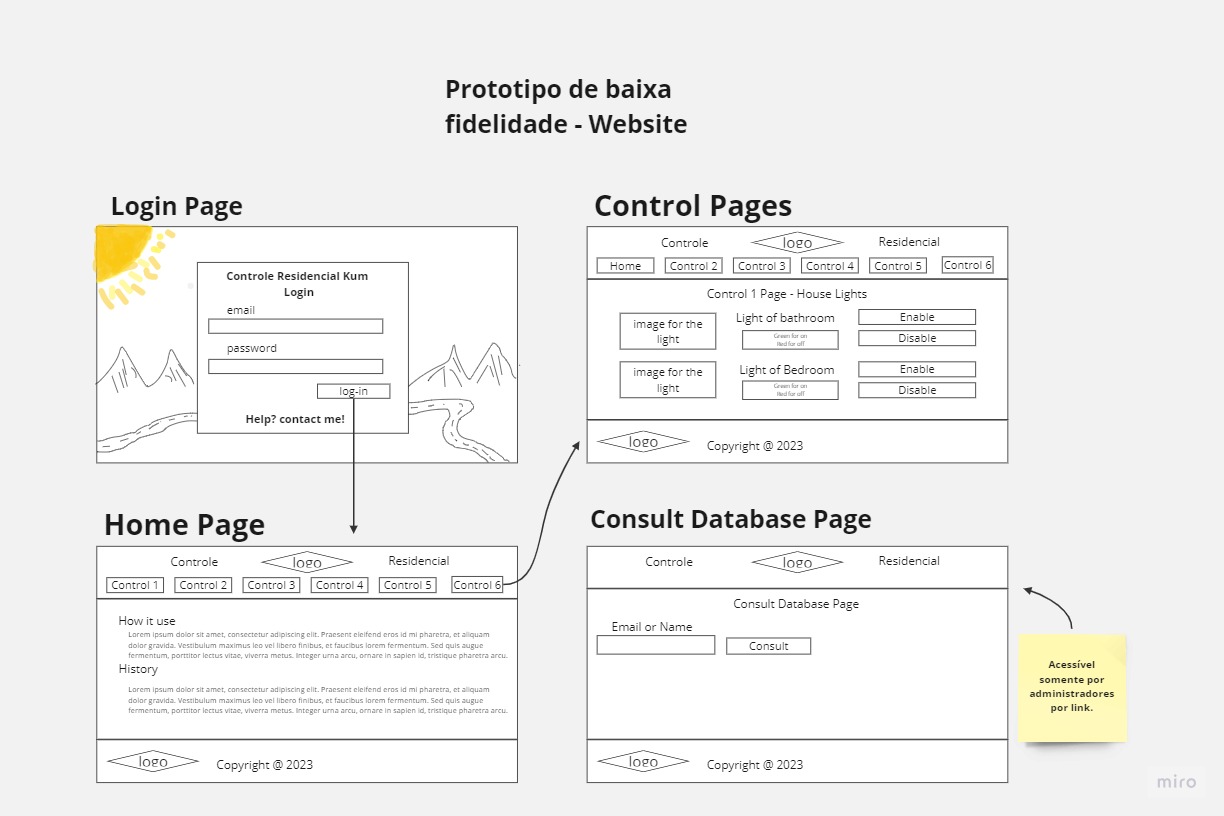 Prototipo de baixa
fidelidade - Website
Login Page
Controle Residencial Kum
Login
email
password
log-in
Help? contact me!
Control Pages
Controle logo Residencial
Home Control 2 Control 3 Control 4 Control 5 Control 6
Control 1 Page - House Lights
image for the
light
Light of bathroom
Green for on
Red for off
Enable
Disable
image for the
light
Light of Bedroom
Green for on
Red for off
Enable
Disable
logo Copyright @ 2023
Home Page
Controle logo Residencial
Control 1 Control 2 Control 3 Control 4 Control 5 Control 6
How it use
Lorem ipsum dolor sit amet, consectetur adipiscing elit. Praesent eleifend eros id mi pharetra, et aliquam
dolor gravida. Vestibulum maximus leo vel libero finibus, et faucibus lorem fermentum. Sed quis augue
fermentum, porttitor lectus vitae, viverra metus. Integer urna arcu, ornare in sapien id, tristique pharetra arcu.
History
Lorem ipsum dolor sit amet, consectetur adipiscing elit. Praesent eleifend eros id mi pharetra, et aliquam
dolor gravida. Vestibulum maximus leo vel libero finibus, et faucibus lorem fermentum. Sed quis augue
fermentum, porttitor lectus vitae, viverra metus. Integer urna arcu, ornare in sapien id, tristique pharetra arcu.
logo Copyright @ 2023
Consult Database Page
Controle logo Residencial
Consult Database Page
Email or Name
Consult
logo Copyright @ 2023
Acessível
somente por
administradores
por link.
miro